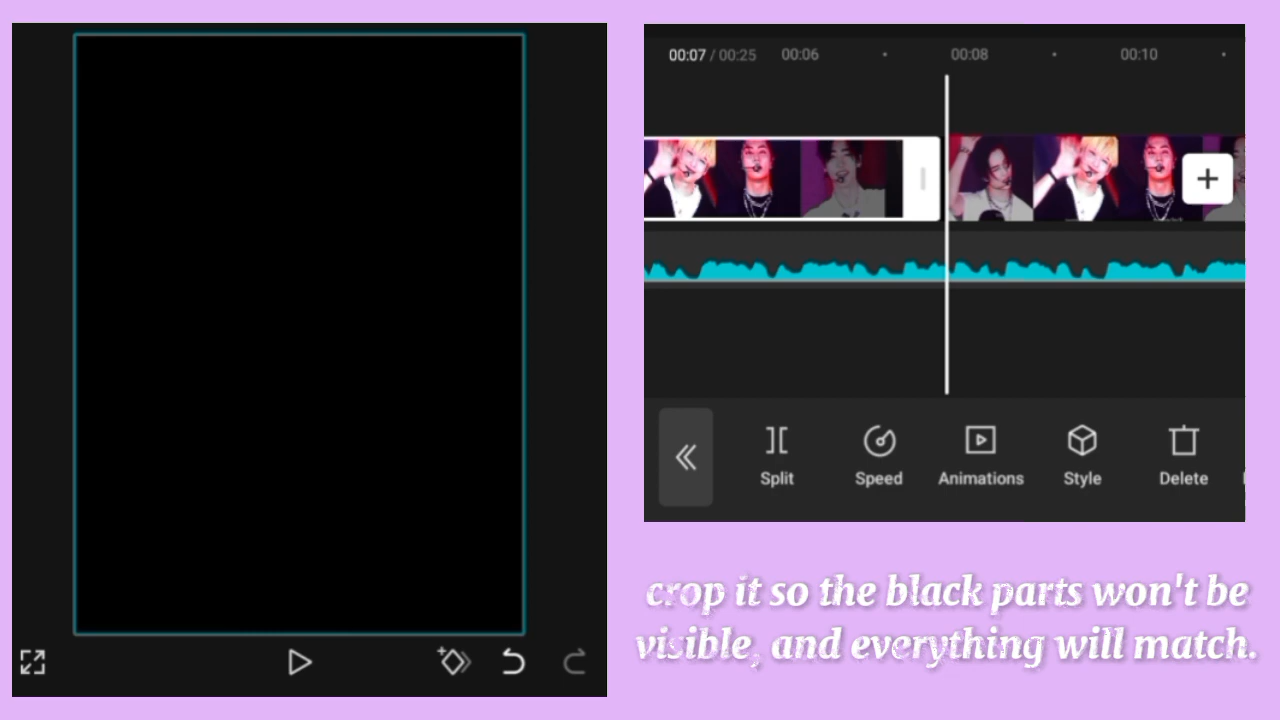 00:07 / 00:25 00:06 00:08 00:10
Split Speed Animations Style Delete
crop it so the black parts won't be
visible, and everything will match.